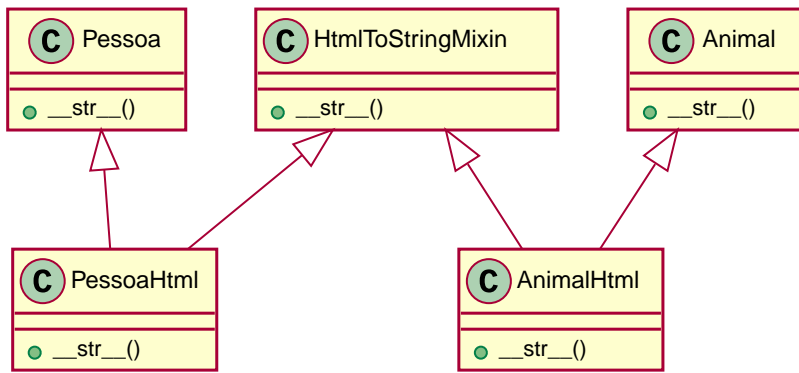 C Pessoa
__str__()
C HtmlToStringMixin
__str__()
C Animal
__str__()
C PessoaHtml
__str__()
C AnimalHtml
__str__()